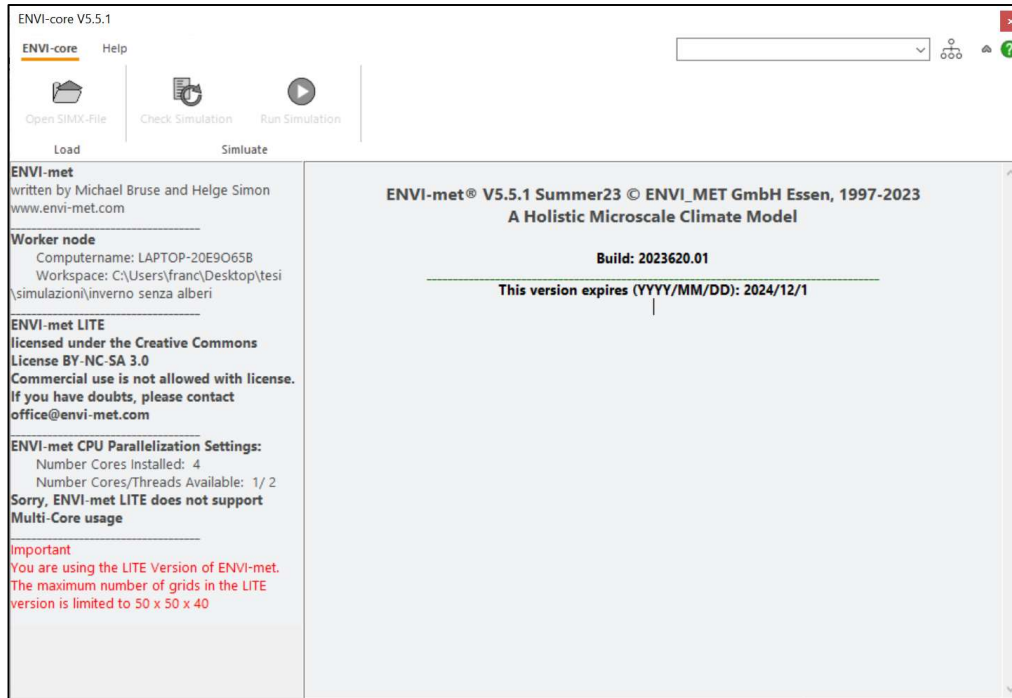 ENVI-core V5.5.1
ENVI-core Help
Open SIMX-File Check Simulation Run Simulation
Load Simluate
ENVI-met
written by Michael Bruse and Helge Simon
www.envi-met.com
Worker node
Computername: LAPTOP-20E9O65B
Workspace: C:\Users\franc\Desktop\tesi
\simulazioni\inverno senza alberi
ENVI-met LITE
licensed under the Creative Commons
License BY-NC-SA 3.0
Commercial use is not allowed with license.
If you have doubts, please contact
office@envi-met.com
ENVI-met CPU Parallelization Settings:
Number Cores Installed: 4
Number Cores/Threads Available: 1/ 2
Sorry, ENVI-met LITE does not support
Multi-Core usage
Important
You are using the LITE Version of ENVI-met.
The maximum number of grids in the LITE
version is limited to 50 x 50 x 40
ENVI-met® V5.5.1 Summer23 © ENVI_MET GmbH Essen, 1997-2023
A Holistic Microscale Climate Model
Build: 2023620.01
This version expires (YYYY/MM/DD): 2024/12/1